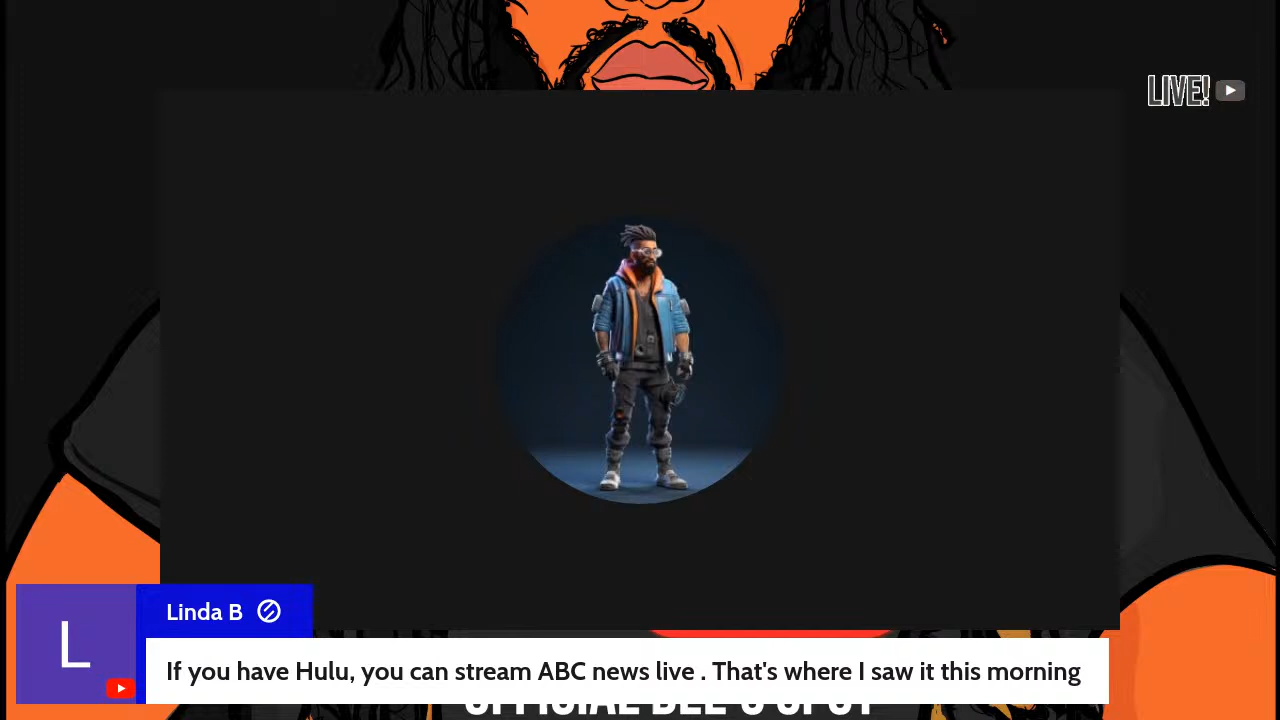 LIVE!
L
Linda B
If you have Hulu, you can stream ABC news live . That's where I saw it this morning